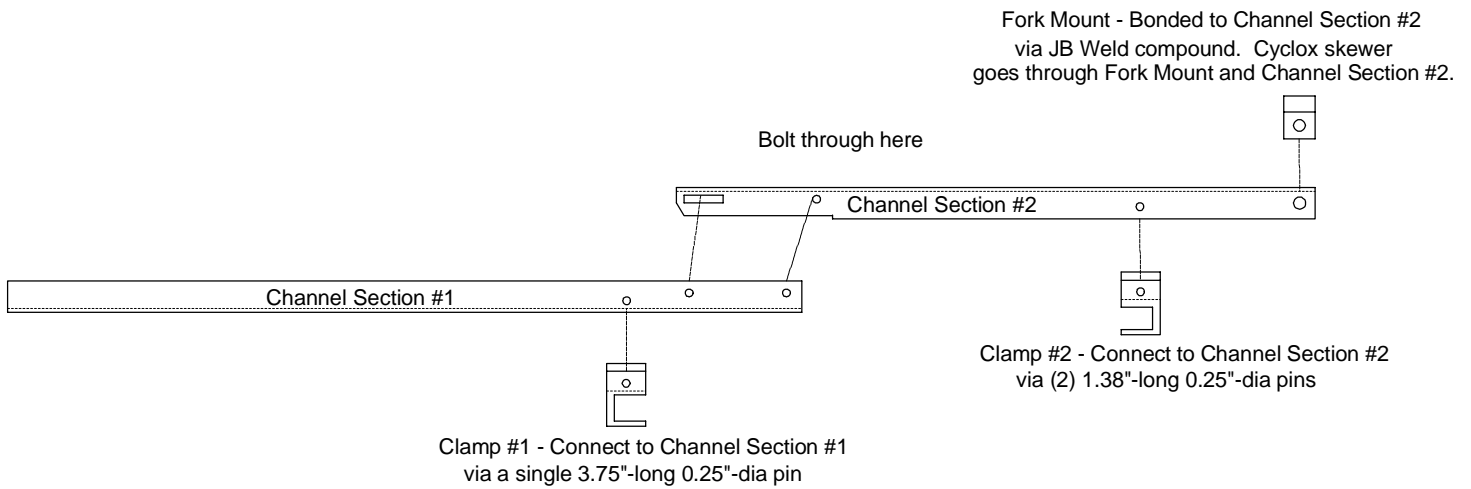 Fork Mount - Bonded to Channel Section #2
via JB Weld compound.  Cyclox skewer
goes through Fork Mount and Channel Section #2.
Bolt through here
Channel Section #2
Channel Section #1
Clamp #2 - Connect to Channel Section #2
via (2) 1.38"-long 0.25"-dia pins
Clamp #1 - Connect to Channel Section #1
via a single 3.75"-long 0.25"-dia pin